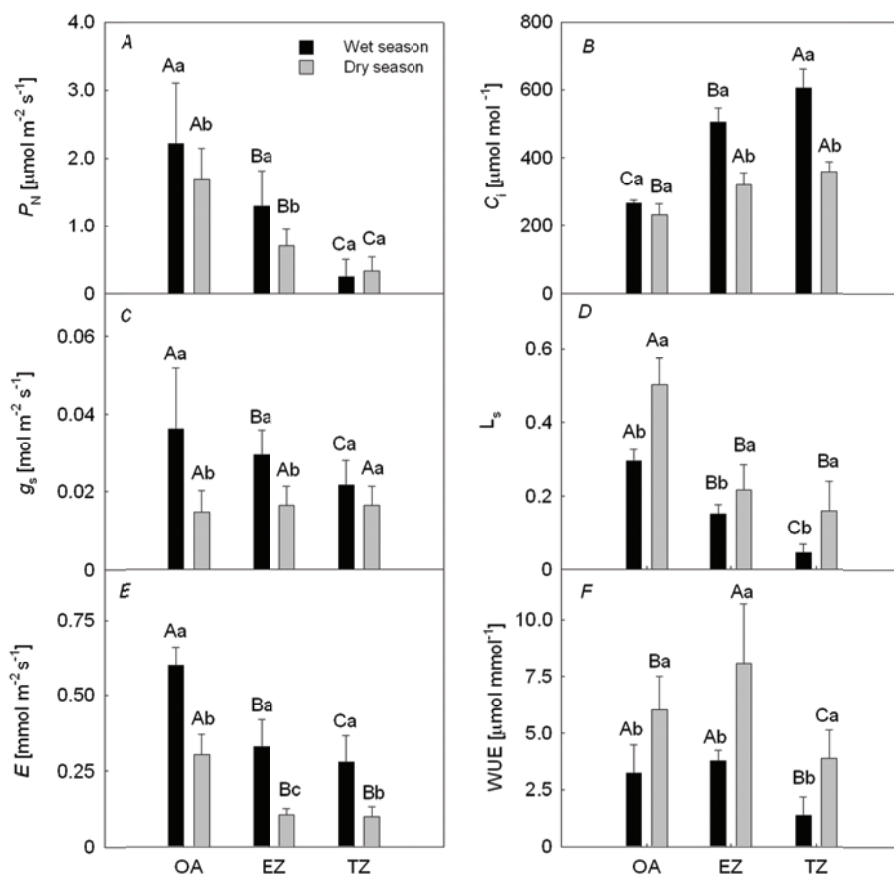 A
Wet season
Dry season
4.0
3.0
2.0
1.0
0
P_N [μmol m⁻² s⁻¹]
Aa
Ab
Ba
Bb
Ca
Ca
B
800
600
400
200
0
C_i [μmol mol⁻¹]
Ca
Ba
Ba
Ab
Aa
Ab
C
0.06
0.04
0.02
0
g_s [mol m⁻² s⁻¹]
Aa
Ab
Ba
Ab
Ca
Aa
D
0.6
0.4
0.2
0
L_s
Ab
Aa
Bb
Ba
Cb
Ba
E
0.75
0.50
0.25
0
E [mmol m⁻² s⁻¹]
Aa
Ab
Ba
Bc
Ca
Bb
OA EZ TZ
F
10.0
7.5
5.0
2.5
0
WUE [μmol mmol⁻¹]
Ab
Ba
Ab
Aa
Bb
Ca
OA EZ TZ